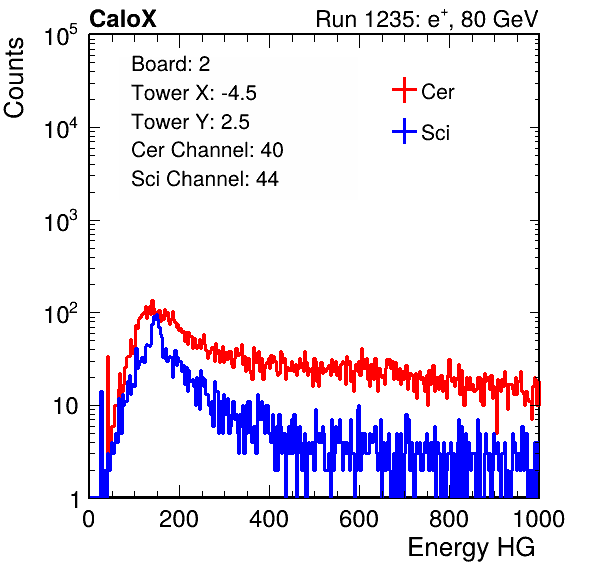 CaloX Run 1235: e⁺, 80 GeV
Counts
Board: 2
Tower X: -4.5
Tower Y: 2.5
Cer Channel: 40
Sci Channel: 44
Cer
Sci
10⁵
10⁴
10³
10²
10
1
0 200 400 600 800 1000
Energy HG